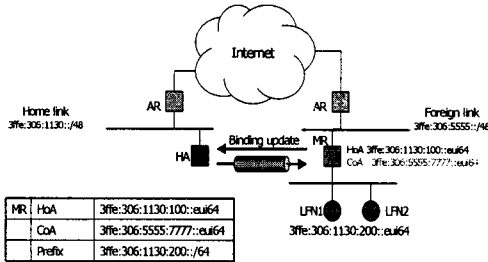 Internet
AR
AR
Home link
3ffe:306:1130::/48
Foreign link
3ffe:306:5555::/48
Binding update
MR
HA
HoA 3ffe:306:1130:100::eui64
CoA 3ffe:306:5555:7777::eui64
LFN1
LFN2
3ffe:306:1130:200::eui64
MR HoA 3ffe:306:1130:100::eui64
CoA 3ffe:306:5555:7777::eui64
Prefix 3ffe:306:1130:200::/64